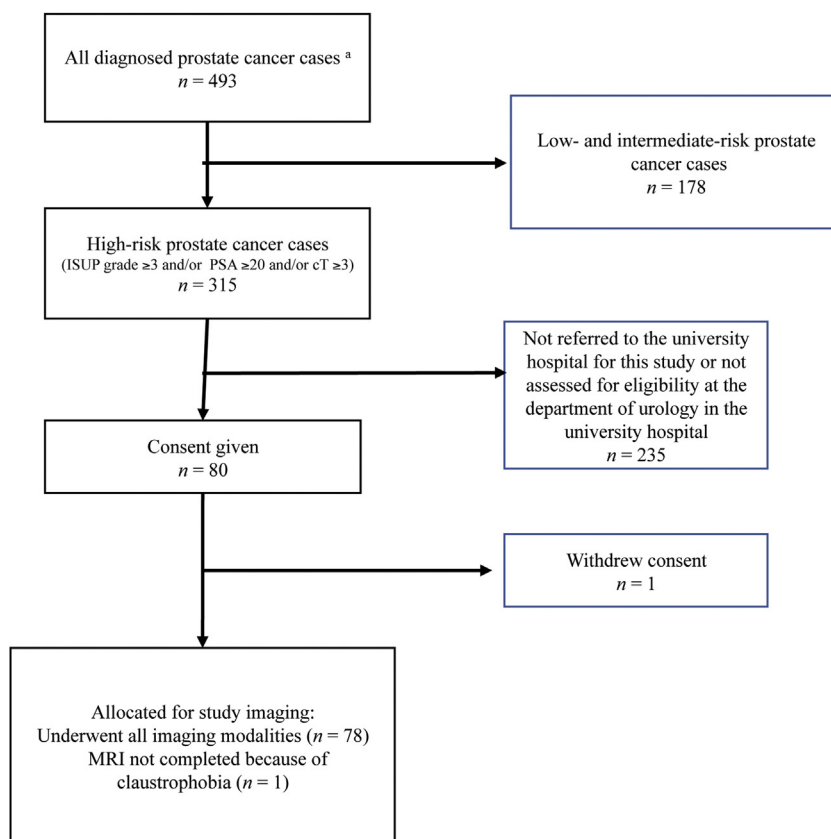 All diagnosed prostate cancer cases ᵃ
n = 493
Low- and intermediate-risk prostate
cancer cases
n = 178
High-risk prostate cancer cases
(ISUP grade ≥3 and/or PSA ≥20 and/or cT ≥3)
n = 315
Not referred to the university
hospital for this study or not
assessed for eligibility at the
department of urology in the
university hospital
n = 235
Consent given
n = 80
Withdrew consent
n = 1
Allocated for study imaging:
Underwent all imaging modalities (n = 78)
MRI not completed because of
claustrophobia (n = 1)